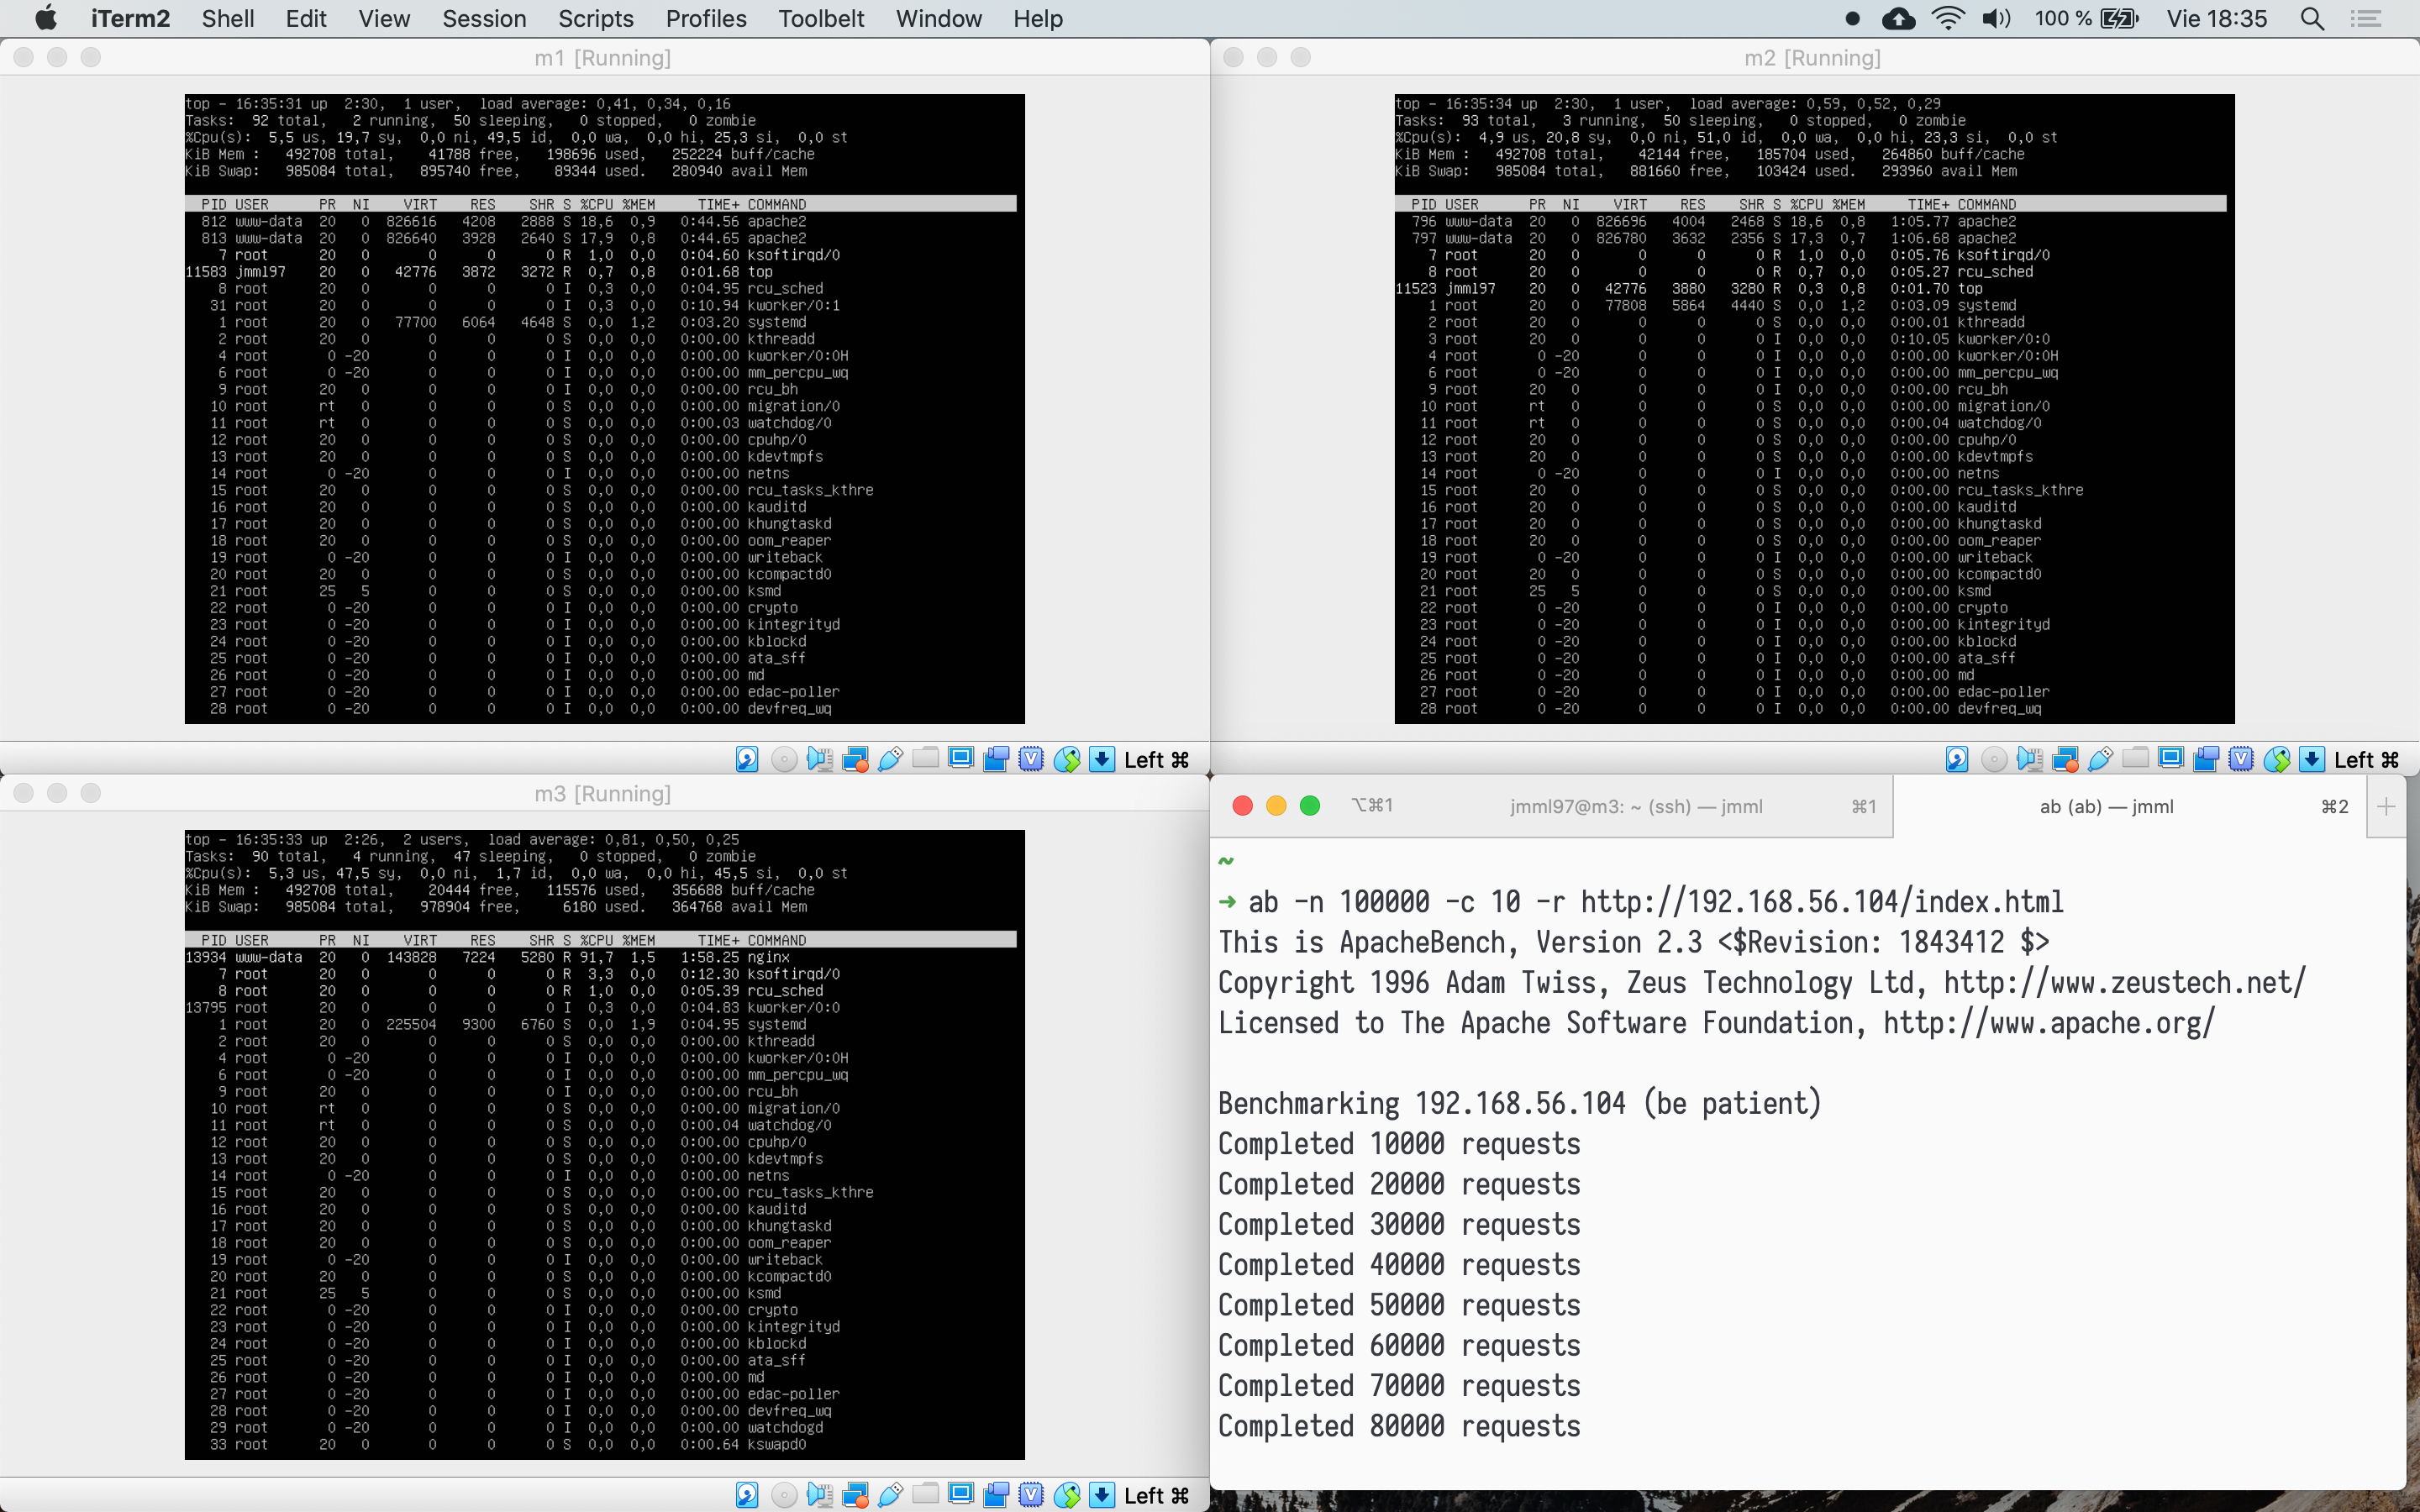 iTerm2 Shell Edit View Session Scripts Profiles Toolbelt Window Help 100 % Vie 18:35
m1 [Running]
top - 16:35:31 up 2:30, 1 user, load average: 0,41, 0,34, 0,16
Tasks: 92 total, 2 running, 50 sleeping, 0 stopped, 0 zombie
%Cpu(s): 5,5 us, 19,7 sy, 0,0 ni, 49,5 id, 0,0 wa, 0,0 hi, 25,3 si, 0,0 st
KiB Mem : 492708 total, 41788 free, 198696 used, 252224 buff/cache
KiB Swap: 985084 total, 895740 free, 89344 used. 280940 avail Mem
PID USER PR NI VIRT RES SHR S %CPU %MEM TIME+ COMMAND
812 www-data 20 0 826616 4208 2888 S 18,6 0,9 0:44.56 apache2
813 www-data 20 0 826640 3928 2640 S 17,9 0,8 0:44.65 apache2
7 root 20 0 0 0 0 R 1,0 0,0 0:04.60 ksoftirqd/0
11583 jmml97 20 0 42776 3872 3272 R 0,7 0,8 0:01.68 top
8 root 20 0 0 0 0 I 0,3 0,0 0:04.95 rcu_sched
31 root 20 0 0 0 0 I 0,3 0,0 0:10.94 kworker/0:1
1 root 20 0 77700 6064 4648 S 0,0 1,2 0:03.20 systemd
2 root 20 0 0 0 0 S 0,0 0,0 0:00.00 kthreadd
4 root 0 -20 0 0 0 I 0,0 0,0 0:00.00 kworker/0:0H
6 root 0 -20 0 0 0 I 0,0 0,0 0:00.00 mm_percpu_wq
9 root 20 0 0 0 0 I 0,0 0,0 0:00.00 rcu_bh
10 root rt 0 0 0 0 S 0,0 0,0 0:00.00 migration/0
11 root rt 0 0 0 0 S 0,0 0,0 0:00.03 watchdog/0
12 root 20 0 0 0 0 S 0,0 0,0 0:00.00 cpuhp/0
13 root 20 0 0 0 0 S 0,0 0,0 0:00.00 kdevtmpfs
14 root 0 -20 0 0 0 I 0,0 0,0 0:00.00 netns
15 root 20 0 0 0 0 S 0,0 0,0 0:00.00 rcu_tasks_kthre
16 root 20 0 0 0 0 S 0,0 0,0 0:00.00 kauditd
17 root 20 0 0 0 0 S 0,0 0,0 0:00.00 khungtaskd
18 root 20 0 0 0 0 S 0,0 0,0 0:00.00 oom_reaper
19 root 0 -20 0 0 0 I 0,0 0,0 0:00.00 writeback
20 root 20 0 0 0 0 S 0,0 0,0 0:00.00 kcompactd0
21 root 25 5 0 0 0 S 0,0 0,0 0:00.00 ksmd
22 root 0 -20 0 0 0 I 0,0 0,0 0:00.00 crypto
23 root 0 -20 0 0 0 I 0,0 0,0 0:00.00 kintegrityd
24 root 0 -20 0 0 0 I 0,0 0,0 0:00.00 kblockd
25 root 0 -20 0 0 0 I 0,0 0,0 0:00.00 ata_sff
26 root 0 -20 0 0 0 I 0,0 0,0 0:00.00 md
27 root 0 -20 0 0 0 I 0,0 0,0 0:00.00 edac-poller
28 root 0 -20 0 0 0 I 0,0 0,0 0:00.00 devfreq_wq
Left ⌘
m2 [Running]
top - 16:35:34 up 2:30, 1 user, load average: 0,59, 0,52, 0,29
Tasks: 93 total, 3 running, 50 sleeping, 0 stopped, 0 zombie
%Cpu(s): 4,9 us, 20,8 sy, 0,0 ni, 51,0 id, 0,0 wa, 0,0 hi, 23,3 si, 0,0 st
KiB Mem : 492708 total, 42144 free, 185704 used, 264860 buff/cache
KiB Swap: 985084 total, 881660 free, 103424 used. 293960 avail Mem
PID USER PR NI VIRT RES SHR S %CPU %MEM TIME+ COMMAND
796 www-data 20 0 826696 4004 2468 S 18,6 0,8 1:05.77 apache2
797 www-data 20 0 826780 3632 2356 S 17,3 0,7 1:06.68 apache2
7 root 20 0 0 0 0 R 1,0 0,0 0:05.76 ksoftirqd/0
8 root 20 0 0 0 0 R 0,7 0,0 0:05.27 rcu_sched
11523 jmml97 20 0 42776 3880 3280 R 0,3 0,8 0:01.70 top
1 root 20 0 77808 5864 4440 S 0,0 1,2 0:03.09 systemd
2 root 20 0 0 0 0 S 0,0 0,0 0:00.01 kthreadd
3 root 20 0 0 0 0 I 0,0 0,0 0:10.05 kworker/0:0
4 root 0 -20 0 0 0 I 0,0 0,0 0:00.00 kworker/0:0H
6 root 0 -20 0 0 0 I 0,0 0,0 0:00.00 mm_percpu_wq
9 root 20 0 0 0 0 I 0,0 0,0 0:00.00 rcu_bh
10 root rt 0 0 0 0 S 0,0 0,0 0:00.00 migration/0
11 root rt 0 0 0 0 S 0,0 0,0 0:00.04 watchdog/0
12 root 20 0 0 0 0 S 0,0 0,0 0:00.00 cpuhp/0
13 root 20 0 0 0 0 S 0,0 0,0 0:00.00 kdevtmpfs
14 root 0 -20 0 0 0 I 0,0 0,0 0:00.00 netns
15 root 20 0 0 0 0 S 0,0 0,0 0:00.00 rcu_tasks_kthre
16 root 20 0 0 0 0 S 0,0 0,0 0:00.00 kauditd
17 root 20 0 0 0 0 S 0,0 0,0 0:00.00 khungtaskd
18 root 20 0 0 0 0 S 0,0 0,0 0:00.00 oom_reaper
19 root 0 -20 0 0 0 I 0,0 0,0 0:00.00 writeback
20 root 20 0 0 0 0 S 0,0 0,0 0:00.00 kcompactd0
21 root 25 5 0 0 0 S 0,0 0,0 0:00.00 ksmd
22 root 0 -20 0 0 0 I 0,0 0,0 0:00.00 crypto
23 root 0 -20 0 0 0 I 0,0 0,0 0:00.00 kintegrityd
24 root 0 -20 0 0 0 I 0,0 0,0 0:00.00 kblockd
25 root 0 -20 0 0 0 I 0,0 0,0 0:00.00 ata_sff
26 root 0 -20 0 0 0 I 0,0 0,0 0:00.00 md
27 root 0 -20 0 0 0 I 0,0 0,0 0:00.00 edac-poller
28 root 0 -20 0 0 0 I 0,0 0,0 0:00.00 devfreq_wq
Left ⌘
m3 [Running]
top - 16:35:33 up 2:26, 2 users, load average: 0,81, 0,50, 0,25
Tasks: 90 total, 4 running, 47 sleeping, 0 stopped, 0 zombie
%Cpu(s): 5,3 us, 47,5 sy, 0,0 ni, 1,7 id, 0,0 wa, 0,0 hi, 45,5 si, 0,0 st
KiB Mem : 492708 total, 20444 free, 115576 used, 356688 buff/cache
KiB Swap: 985084 total, 978904 free, 6180 used. 364768 avail Mem
PID USER PR NI VIRT RES SHR S %CPU %MEM TIME+ COMMAND
13934 www-data 20 0 143828 7224 5280 R 91,7 1,5 1:58.25 nginx
7 root 20 0 0 0 0 R 3,3 0,0 0:12.30 ksoftirqd/0
8 root 20 0 0 0 0 R 1,0 0,0 0:05.39 rcu_sched
13795 root 20 0 0 0 0 I 0,3 0,0 0:04.83 kworker/0:0
1 root 20 0 225504 9300 6760 S 0,0 1,9 0:04.95 systemd
2 root 20 0 0 0 0 S 0,0 0,0 0:00.00 kthreadd
4 root 0 -20 0 0 0 I 0,0 0,0 0:00.00 kworker/0:0H
6 root 0 -20 0 0 0 I 0,0 0,0 0:00.00 mm_percpu_wq
9 root 20 0 0 0 0 I 0,0 0,0 0:00.00 rcu_bh
10 root rt 0 0 0 0 S 0,0 0,0 0:00.00 migration/0
11 root rt 0 0 0 0 S 0,0 0,0 0:00.04 watchdog/0
12 root 20 0 0 0 0 S 0,0 0,0 0:00.00 cpuhp/0
13 root 20 0 0 0 0 S 0,0 0,0 0:00.00 kdevtmpfs
14 root 0 -20 0 0 0 I 0,0 0,0 0:00.00 netns
15 root 20 0 0 0 0 S 0,0 0,0 0:00.00 rcu_tasks_kthre
16 root 20 0 0 0 0 S 0,0 0,0 0:00.00 kauditd
17 root 20 0 0 0 0 S 0,0 0,0 0:00.00 khungtaskd
18 root 20 0 0 0 0 S 0,0 0,0 0:00.00 oom_reaper
19 root 0 -20 0 0 0 I 0,0 0,0 0:00.00 writeback
20 root 20 0 0 0 0 S 0,0 0,0 0:00.00 kcompactd0
21 root 25 5 0 0 0 S 0,0 0,0 0:00.00 ksmd
22 root 0 -20 0 0 0 I 0,0 0,0 0:00.00 crypto
23 root 0 -20 0 0 0 I 0,0 0,0 0:00.00 kintegrityd
24 root 0 -20 0 0 0 I 0,0 0,0 0:00.00 kblockd
25 root 0 -20 0 0 0 I 0,0 0,0 0:00.00 ata_sff
26 root 0 -20 0 0 0 I 0,0 0,0 0:00.00 md
27 root 0 -20 0 0 0 I 0,0 0,0 0:00.00 edac-poller
28 root 0 -20 0 0 0 I 0,0 0,0 0:00.00 devfreq_wq
29 root 0 -20 0 0 0 I 0,0 0,0 0:00.00 watchdogd
33 root 20 0 0 0 0 S 0,0 0,0 0:00.64 kswapd0
Left ⌘
⌥⌘1 jmml97@m3: ~ (ssh) — jmml ⌘1 ab (ab) — jmml ⌘2
~
➜ ab -n 100000 -c 10 -r http://192.168.56.104/index.html
This is ApacheBench, Version 2.3 <$Revision: 1843412 $>
Copyright 1996 Adam Twiss, Zeus Technology Ltd, http://www.zeustech.net/
Licensed to The Apache Software Foundation, http://www.apache.org/
Benchmarking 192.168.56.104 (be patient)
Completed 10000 requests
Completed 20000 requests
Completed 30000 requests
Completed 40000 requests
Completed 50000 requests
Completed 60000 requests
Completed 70000 requests
Completed 80000 requests